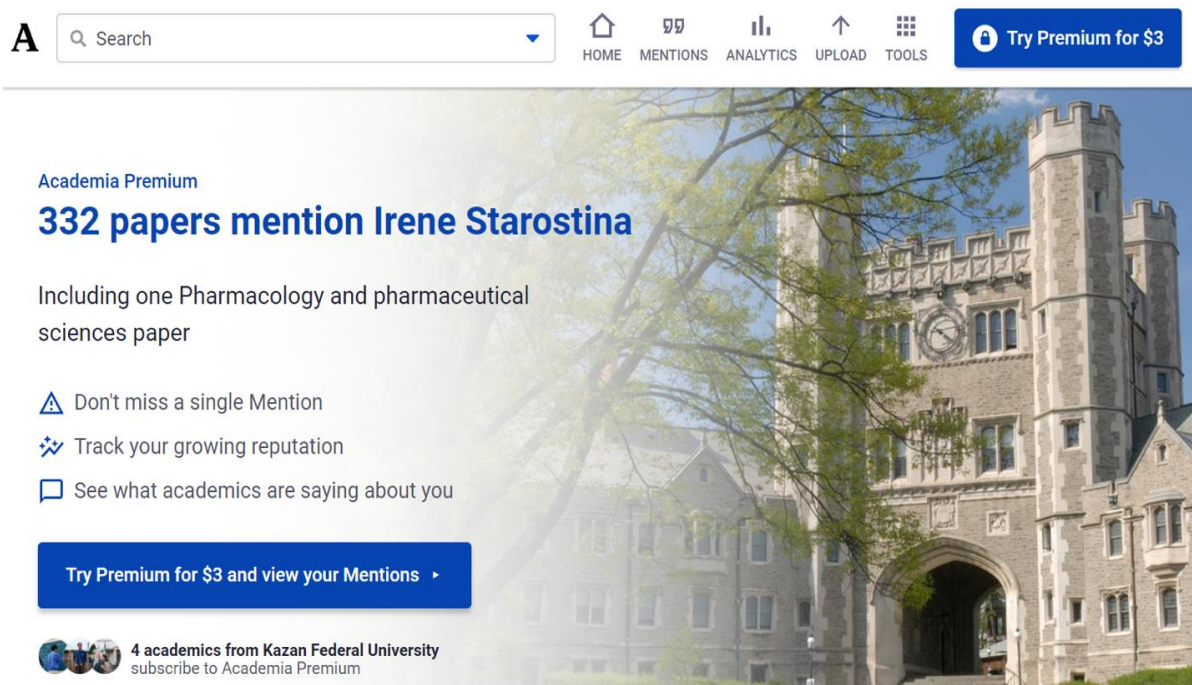 A
Search
HOME
MENTIONS
ANALYTICS
UPLOAD
TOOLS
Try Premium for $3
Academia Premium
332 papers mention Irene Starostina
Including one Pharmacology and pharmaceutical
sciences paper
Don't miss a single Mention
Track your growing reputation
See what academics are saying about you
Try Premium for $3 and view your Mentions
4 academics from Kazan Federal University
subscribe to Academia Premium